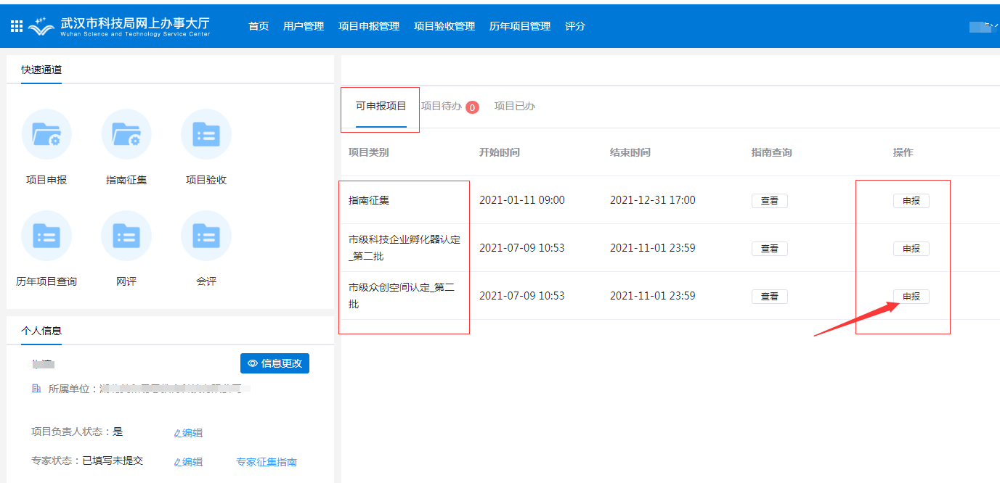 武汉市科技局网上办事大厅
Wuhan Science and Technology Service Center
首页 用户管理 项目申报管理 项目验收管理 历年项目管理 评分
快速通道
项目申报 指南征集 项目验收
历年项目查询 网评 会评
个人信息
信息更改
所属单位：
项目负责人状态：是 编辑
专家状态：已填写未提交 编辑 专家征集指南
可申报项目 项目待办 0 项目已办
项目类别 开始时间 结束时间 指南查询 操作
指南征集 2021-01-11 09:00 2021-12-31 17:00 查看 申报
市级科技企业孵化器认定
_第二批 2021-07-09 10:53 2021-11-01 23:59 查看 申报
市级众创空间认定_第二
批 2021-07-09 10:53 2021-11-01 23:59 查看 申报